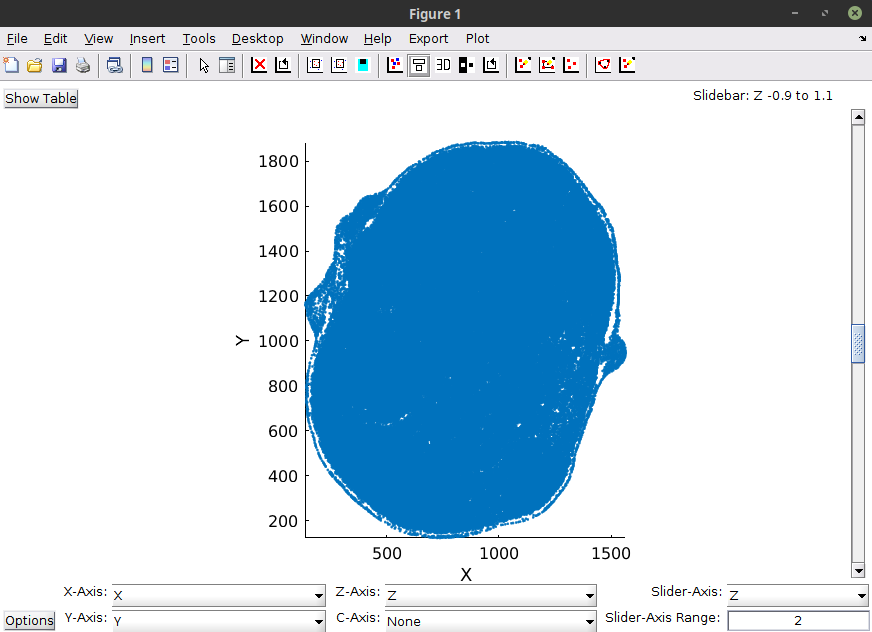 Figure 1
File Edit View Insert Tools Desktop Window Help Export Plot
3D
Show Table
Slidebar: Z -0.9 to 1.1
1800
1600
1400
1200
1000
800
600
400
200
Y
500 1000 1500
X
X-Axis: X Z-Axis: Z Slider-Axis: Z
Options Y-Axis: Y C-Axis: None Slider-Axis Range: 2